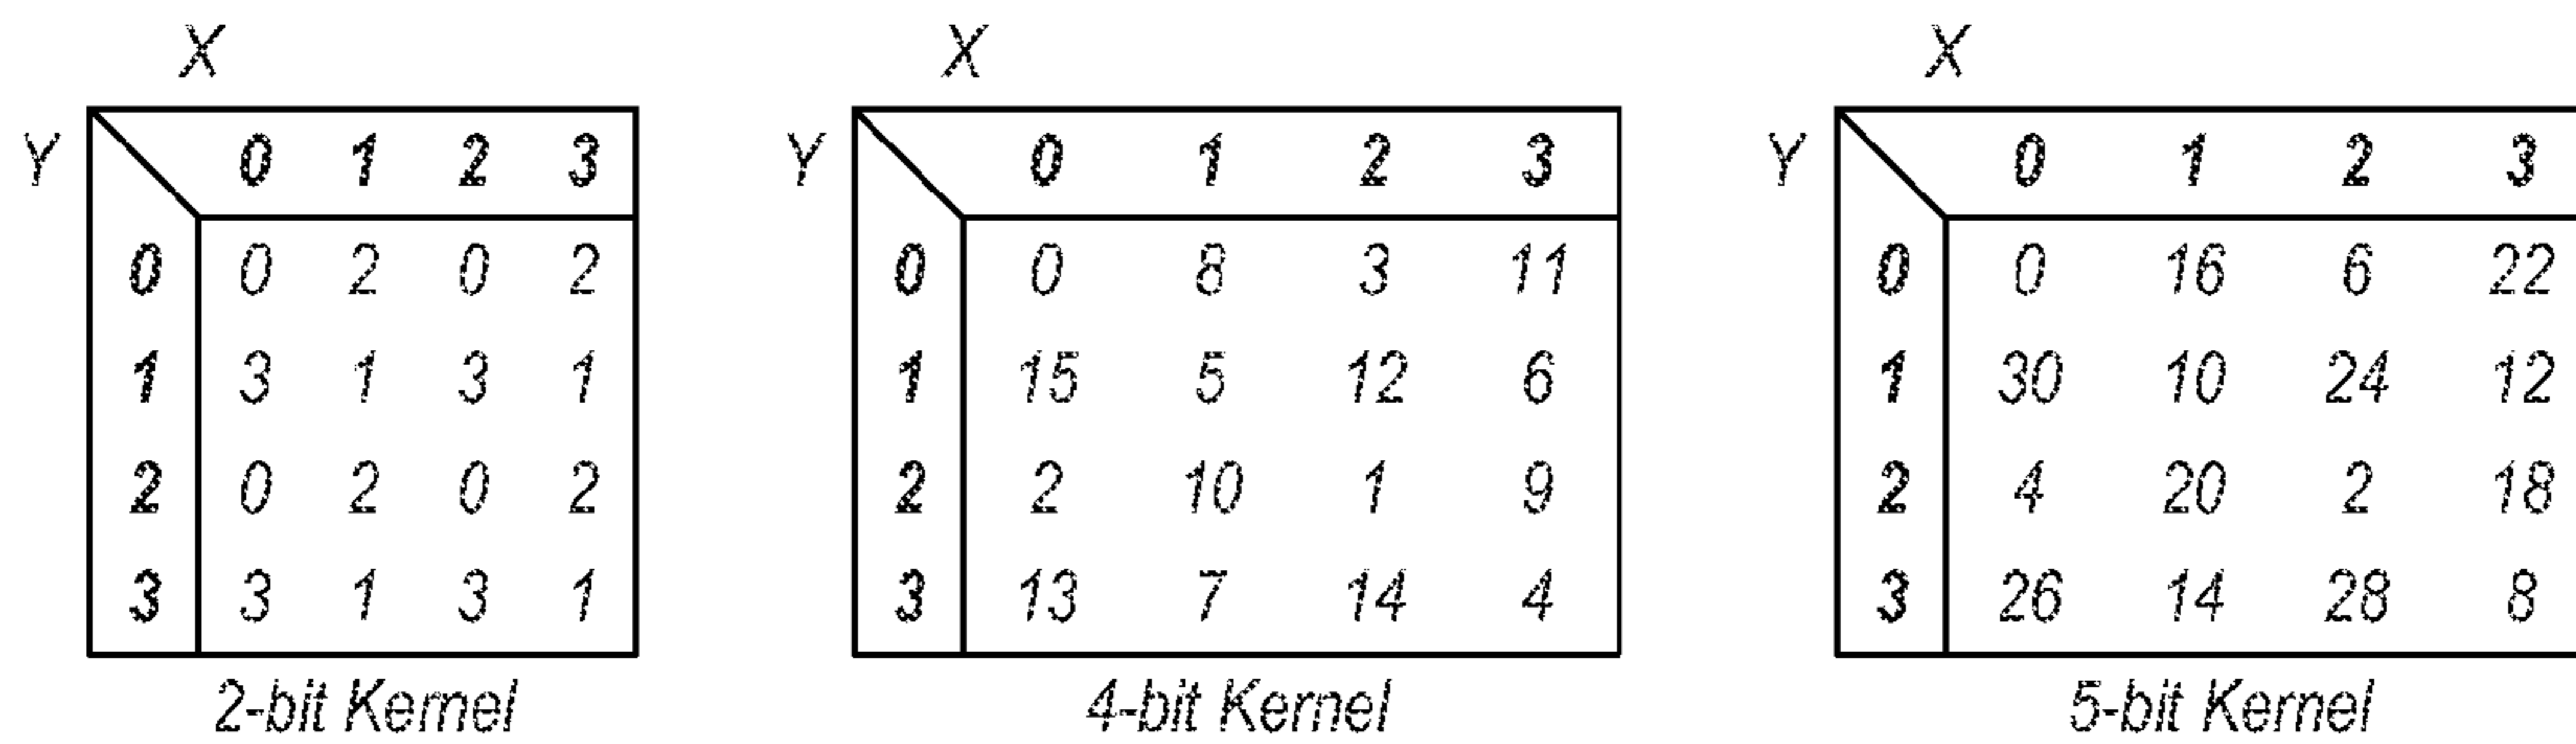 X X X
Y 0 1 2 3 Y 0 1 2 3 Y 0 1 2 3
0 0 2 0 2 0 0 8 3 11 0 0 16 6 22
1 3 1 3 1 1 15 5 12 6 1 30 10 24 12
2 0 2 0 2 2 2 10 1 9 2 4 20 2 18
3 3 1 3 1 3 13 7 14 4 3 26 14 28 8
2-bit Kernel 4-bit Kernel 5-bit Kernel